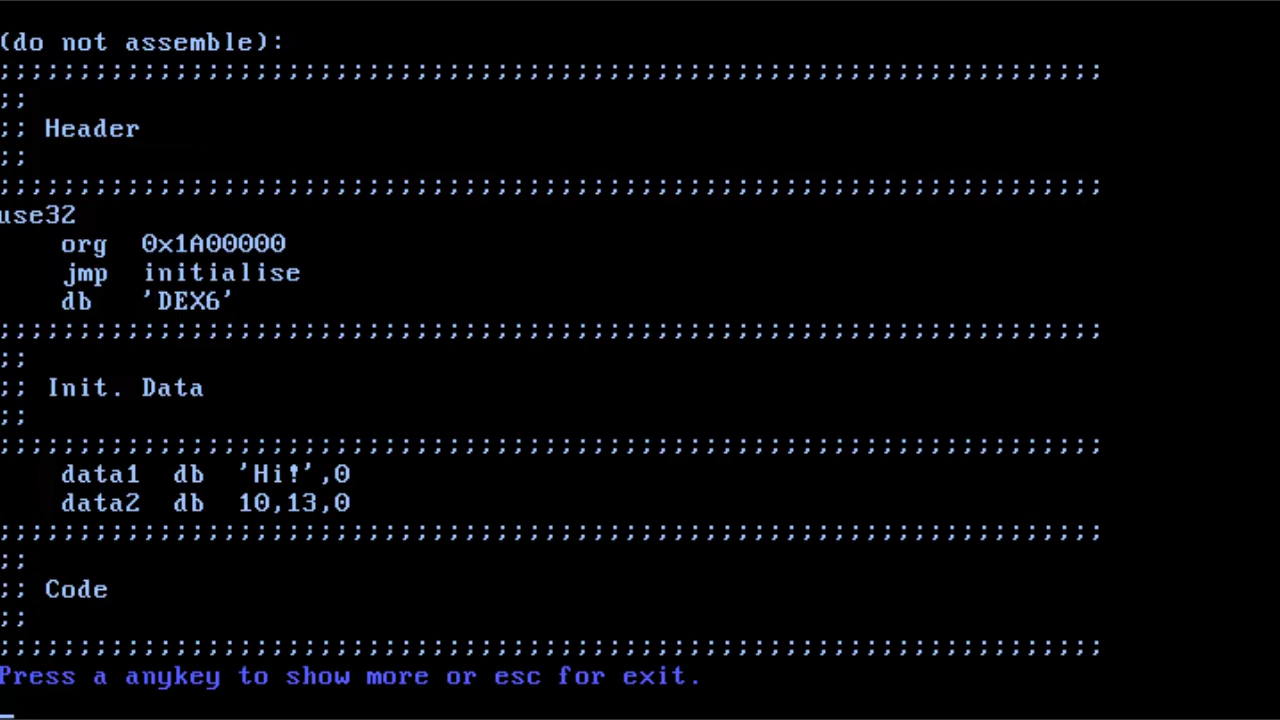 (do not assemble):
;;;;;;;;;;;;;;;;;;;;;;;;;;;;;;;;;;;;;;;;;;;;;;;;;;;;;;;;;;;;;;;;;;;;;
;;
;; Header
;;
;;;;;;;;;;;;;;;;;;;;;;;;;;;;;;;;;;;;;;;;;;;;;;;;;;;;;;;;;;;;;;;;;;;;;
use32
    org  0x1A00000
    jmp  initialise
    db   'DEX6'
;;;;;;;;;;;;;;;;;;;;;;;;;;;;;;;;;;;;;;;;;;;;;;;;;;;;;;;;;;;;;;;;;;;;;
;;
;; Init. Data
;;
;;;;;;;;;;;;;;;;;;;;;;;;;;;;;;;;;;;;;;;;;;;;;;;;;;;;;;;;;;;;;;;;;;;;;
    data1  db  'Hi!',0
    data2  db  10,13,0
;;;;;;;;;;;;;;;;;;;;;;;;;;;;;;;;;;;;;;;;;;;;;;;;;;;;;;;;;;;;;;;;;;;;;
;;
;; Code
;;
;;;;;;;;;;;;;;;;;;;;;;;;;;;;;;;;;;;;;;;;;;;;;;;;;;;;;;;;;;;;;;;;;;;;;
Press a anykey to show more or esc for exit.
_